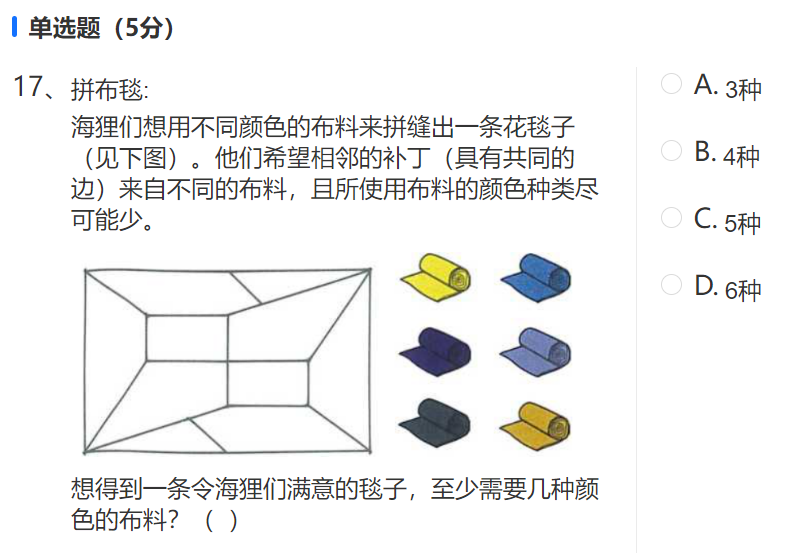 单选题（5分）
17、拼布毯:
海狸们想用不同颜色的布料来拼缝出一条花毯子
（见下图）。他们希望相邻的补丁（具有共同的
边）来自不同的布料，且所使用布料的颜色种类尽
可能少。
想得到一条令海狸们满意的毯子，至少需要几种颜
色的布料？（ ）
A. 3种
B. 4种
C. 5种
D. 6种